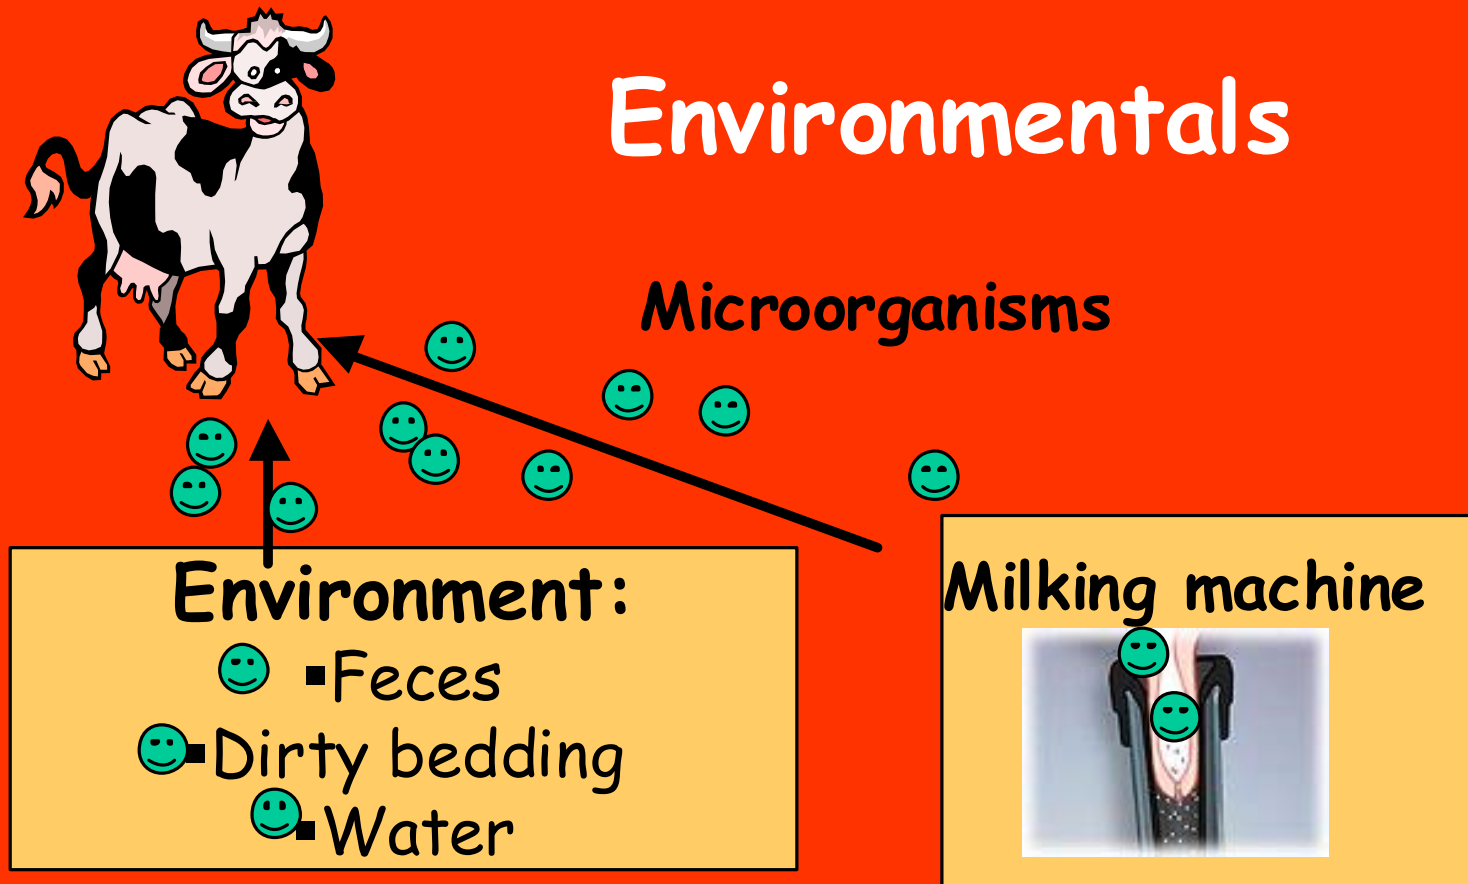 Environmentals
Microorganisms
Environment:
▪Feces
▪Dirty bedding
▪Water
Milking machine